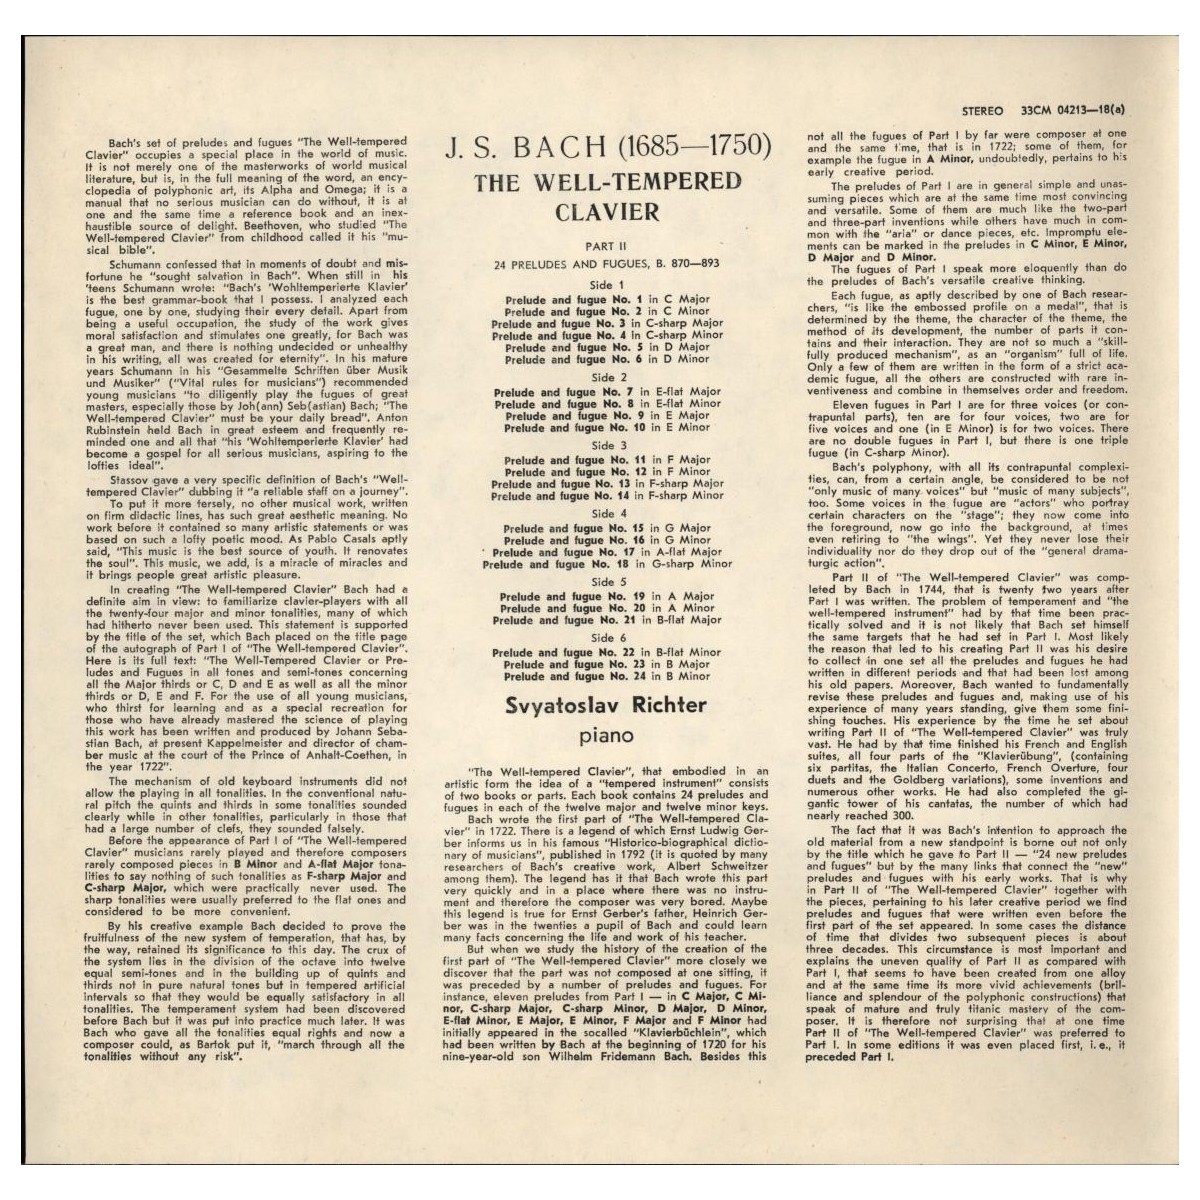 STEREO 33CM 04213—18(a)
Bach's set of preludes and fugues "The Well-tempered
Clavier" occupies a special place in the world of music.
It is not merely one of the masterworks of world musical
literature, but is, in the full meaning of the word, an ency-
clopedia of polyphonic art, its Alpha and Omega; it is a
manual that no serious musician can do without, it is at
one and the same time a reference book and an inex-
haustible source of delight. Beethoven, who studied "The
Well-tempered Clavier" from childhood called it his "mu-
sical bible".
Schumann confessed that in moments of doubt and mis-
fortune he "sought salvation in Bach". When still in his
'teens Schumann wrote: "Bach's 'Wohltemperierte Klavier'
is the best grammar-book that I possess. I analyzed each
fugue, one by one, studying their every detail. Apart from
being a useful occupation, the study of the work gives
moral satisfaction and stimulates one greatly, for Bach was
a great man, and there is nothing undecided or unhealthy
in his writing, all was created for eternity". In his mature
years Schumann in his "Gesammelte Schriften über Musik
und Musiker" ("Vital rules for musicians") recommended
young musicians "to diligently play the fugues of great
masters, especially those by Joh(ann) Seb(astian) Bach; "The
Well-tempered Clavier" must be your daily bread". Anton
Rubinstein held Bach in great esteem and frequently re-
minded one and all that "his 'Wohltemperierte Klavier' had
become a gospel for all serious musicians, aspiring to the
lofties ideal".
Stassov gave a very specific definition of Bach's "Well-
tempered Clavier" dubbing it "a reliable staff on a journey".
To put it more tersely, no other musical work, written
on firm didactic lines, has such great aesthetic meaning. No
work before it contained so many artistic statements or was
based on such a lofty poetic mood. As Pablo Casals aptly
said, "This music is the best source of youth. It renovates
the soul". This music, we add, is a miracle of miracles and
it brings people great artistic pleasure.
In creating "The Well-tempered Clavier" Bach had a
definite aim in view: to familiarize clavier-players with all
the twenty-four major and minor tonalities, many of which
had hitherto never been used. This statement is supported
by the title of the set, which Bach placed on the title page
of the autograph of Part I of "The Well-tempered Clavier".
Here is its full text: "The Well-Tempered Clavier or Pre-
ludes and Fugues in all tones and semi-tones concerning
all the Major thirds or C, D and E as well as all the minor
thirds or D, E and F. For the use of all young musicians,
who thirst for learning and as a special recreation for
those who have already mastered the science of playing
this work has been written and produced by Johann Seba-
stian Bach, at present Kappelmeister and director of cham-
ber music at the court of the Prince of Anhalt-Coethen, in
the year 1722".
The mechanism of old keyboard instruments did not
allow the playing in all tonalities. In the conventional natu-
ral pitch the quints and thirds in some tonalities sounded
clearly while in other tonalities, particularly in those that
had a large number of clefs, they sounded falsely.
Before the appearance of Part I of "The Well-tempered
Clavier" musicians rarely played and therefore composers
rarely composed pieces in B Minor and A-flat Major tona-
lities to say nothing of such tonalities as F-sharp Major and
C-sharp Major, which were practically never used. The
sharp tonalities were usually preferred to the flat ones and
considered to be more convenient.
By his creative example Bach decided to prove the
fruitfulness of the new system of temperation, that has, by
the way, retained its significance to this day. The crux of
the system lies in the division of the octave into twelve
equal semi-tones and in the building up of quints and
thirds not in pure natural tones but in tempered artificial
intervals so that they would be equally satisfactory in all
tonalities. The temperament system had been discovered
before Bach but it was put into practice much later. It was
Bach who gave all the tonalities equal rights and now a
composer could, as Bartok put it, "march through all the
tonalities without any risk".
J. S. BACH (1685—1750)
THE WELL-TEMPERED
CLAVIER
PART II
24 PRELUDES AND FUGUES, B. 870—893
Side 1
Prelude and fugue No. 1 in C Major
Prelude and fugue No. 2 in C Minor
Prelude and fugue No. 3 in C-sharp Major
Prelude and fugue No. 4 in C-sharp Minor
Prelude and fugue No. 5 in D Major
Prelude and fugue No. 6 in D Minor
Side 2
Prelude and fugue No. 7 in E-flat Major
Prelude and fugue No. 8 in E-flat Minor
Prelude and fugue No. 9 in E Major
Prelude and fugue No. 10 in E Minor
Side 3
Prelude and fugue No. 11 in F Major
Prelude and fugue No. 12 in F Minor
Prelude and fugue No. 13 in F-sharp Major
Prelude and fugue No. 14 in F-sharp Minor
Side 4
Prelude and fugue No. 15 in G Major
Prelude and fugue No. 16 in G Minor
Prelude and fugue No. 17 in A-flat Major
Prelude and fugue No. 18 in G-sharp Minor
Side 5
Prelude and fugue No. 19 in A Major
Prelude and fugue No. 20 in A Minor
Prelude and fugue No. 21 in B-flat Major
Side 6
Prelude and fugue No. 22 in B-flat Minor
Prelude and fugue No. 23 in B Major
Prelude and fugue No. 24 in B Minor
Svyatoslav Richter
piano
"The Well-tempered Clavier", that embodied in an
artistic form the idea of a "tempered instrument" consists
of two books or parts. Each book contains 24 preludes and
fugues in each of the twelve major and twelve minor keys.
Bach wrote the first part of "The Well-tempered Cla-
vier" in 1722. There is a legend of which Ernst Ludwig Ger-
ber informs us in his famous "Historico-biographical dictio-
nary of musicians", published in 1792 (it is quoted by many
researchers of Bach's creative work, Albert Schweitzer
among them). The legend has it that Bach wrote this part
very quickly and in a place where there was no instru-
ment and therefore the composer was very bored. Maybe
this legend is true for Ernst Gerber's father, Heinrich Ger-
ber was in the twenties a pupil of Bach and could learn
many facts concerning the life and work of his teacher.
But when we study the history of the creation of the
first part of "The Well-tempered Clavier" more closely we
discover that the part was not composed at one sitting, it
was preceded by a number of preludes and fugues. For
instance, eleven preludes from Part I — in C Major, C Mi-
nor, C-sharp Major, C-sharp Minor, D Major, D Minor,
E-flat Minor, E Major, E Minor, F Major and F Minor had
initially appeared in the socalled "Klavierbüchlein", which
had been written by Bach at the beginning of 1720 for his
nine-year-old son Wilhelm Fridemann Bach. Besides this
not all the fugues of Part I by far were composer at one
and the same time, that is in 1722; some of them, for
example the fugue in A Minor, undoubtedly, pertains to his
early creative period.
The preludes of Part I are in general simple and unas-
suming pieces which are at the same time most convincing
and versatile. Some of them are much like the two-part
and three-part inventions while others have much in com-
mon with the "aria" or dance pieces, etc. Impromptu ele-
ments can be marked in the preludes in C Minor, E Minor,
D Major and D Minor.
The fugues of Part I speak more eloquently than do
the preludes of Bach's versatile creative thinking.
Each fugue, as aptly described by one of Bach resear-
chers, "is like the embossed profile on a medal", that is
determined by the theme, the character of the theme, the
method of its development, the number of parts it con-
tains and their interaction. They are not so much a "skill-
fully produced mechanism", as an "organism" full of life.
Only a few of them are written in the form of a strict aca-
demic fugue, all the others are constructed with rare in-
ventiveness and combine in themselves order and freedom.
Eleven fugues in Part I are for three voices (or con-
trapuntal parts), ten are for four voices, two are for
five voices and one (in E Minor) is for two voices. There
are no double fugues in Part I, but there is one triple
fugue (in C-sharp Minor).
Bach's polyphony, with all its contrapuntal complexi-
ties, can, from a certain angle, be considered to be not
"only music of many voices" but "music of many subjects",
too. Some voices in the fugue are "actors" who portray
certain characters on the "stage"; they now come into
the foreground, now go into the background, at times
even retiring to "the wings". Yet they never lose their
individuality nor do they drop out of the "general drama-
turgic action".
Part II of "The Well-tempered Clavier" was comp-
leted by Bach in 1744, that is twenty two years after
Part I was written. The problem of temperament and "the
well-tempered instrument" had by that time been prac-
tically solved and it is not likely that Bach set himself
the same targets that he had set in Part I. Most likely
the reason that led to his creating Part II was his desire
to collect in one set all the preludes and fugues he had
written in different periods and that had been lost among
his old papers. Moreover, Bach wanted to fundamentally
revise these preludes and fugues and, making use of his
experience of many years standing, give them some fini-
shing touches. His experience by the time he set about
writing Part II of "The Well-tempered Clavier" was truly
vast. He had by that time finished his French and English
suites, all four parts of the "Klavierübung", (containing
six partitas, the Italian Concerto, French Overture, four
duets and the Goldberg variations), some inventions and
numerous other works. He had also completed the gi-
gantic tower of his cantatas, the number of which had
nearly reached 300.
The fact that it was Bach's intention to approach the
old material from a new standpoint is borne out not only
by the title which he gave to Part II — "24 new preludes
and fugues" but by the many links that connect the "new"
preludes and fugues with his early works. That is why
in Part II of "The Well-tempered Clavier" together with
the pieces, pertaining to his later creative period we find
preludes and fugues that were written even before the
first part of the set appeared. In some cases the distance
of time that divides two subsequent pieces is about
three decades. This circumstance is most important and
explains the uneven quality of Part II as compared with
Part I, that seems to have been created from one alloy
and at the same time its more vivid achievements (bril-
liance and splendour of the polyphonic constructions) that
speak of mature and truly titanic mastery of the com-
poser. It is therefore not surprising that at one time
Part II of "The Well-tempered Clavier" was preferred to
Part I. In some editions it was even placed first, i. e., it
preceded Part I.